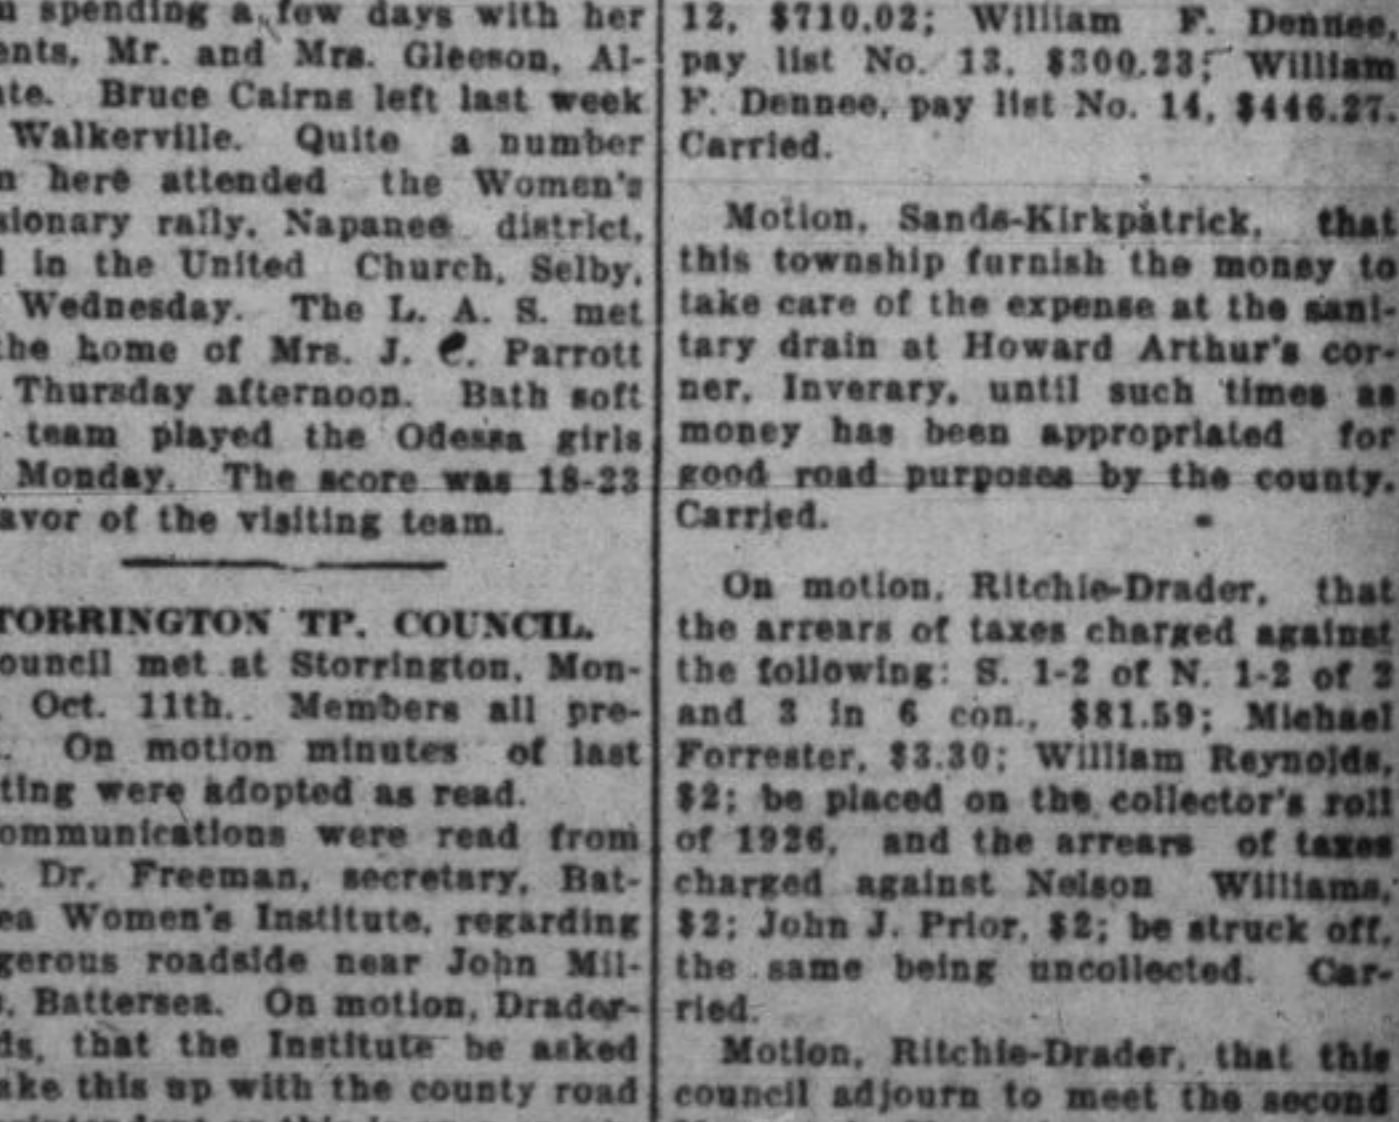 spending a few days with her
ents, Mr. and Mrs. Gleeson, Al-
te. Bruce Cairns left last week
Walkerville. Quite a number
n here attended the Women's
sionary rally, Napanee district,
in the United Church, Selby,
Wednesday. The L. A. S. met
the home of Mrs. J. C. Parrott
Thursday afternoon. Bath soft
team played the Odessa girls
Monday. The score was 18-23
avor of the visiting team.
TORRINGTON TP. COUNCIL.
ouncil met at Storrington, Mon-
Oct. 11th.. Members all pre-
. On motion minutes of last
ting were adopted as read.
ommunications were read from
. Dr. Freeman, secretary, Bat-
ea Women's Institute, regarding
gerous roadside near John Mil-
s, Battersea. On motion, Drader-
ds, that the Institute be asked
ake this up with the county road
12, $710.02; William F. Dennee,
pay list No. 13, $300.23; William
F. Dennee, pay list No. 14, $446.27.
Carried.
Motion, Sands-Kirkpatrick, that
this township furnish the money to
take care of the expense at the sani-
tary drain at Howard Arthur's cor-
ner, Inverary, until such times as
money has been appropriated for
good road purposes by the county.
Carried.
On motion, Ritchie-Drader, that
the arrears of taxes charged against
the following: S. 1-2 of N. 1-2 of 2
and 3 in 6 con., $81.59; Michael
Forrester, $3.30; William Reynolds,
$2; be placed on the collector's roll
of 1926, and the arrears of taxes
charged against Nelson Williams,
$2; John J. Prior, $2; be struck off,
the same being uncollected. Car-
ried.
Motion, Ritchie-Drader, that this
council adjourn to meet the second